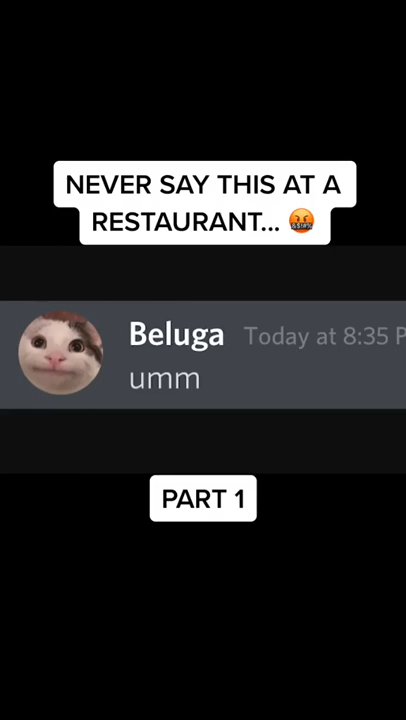 NEVER SAY THIS AT A
RESTAURANT... 🤬
Beluga Today at 8:35 P
umm
PART 1